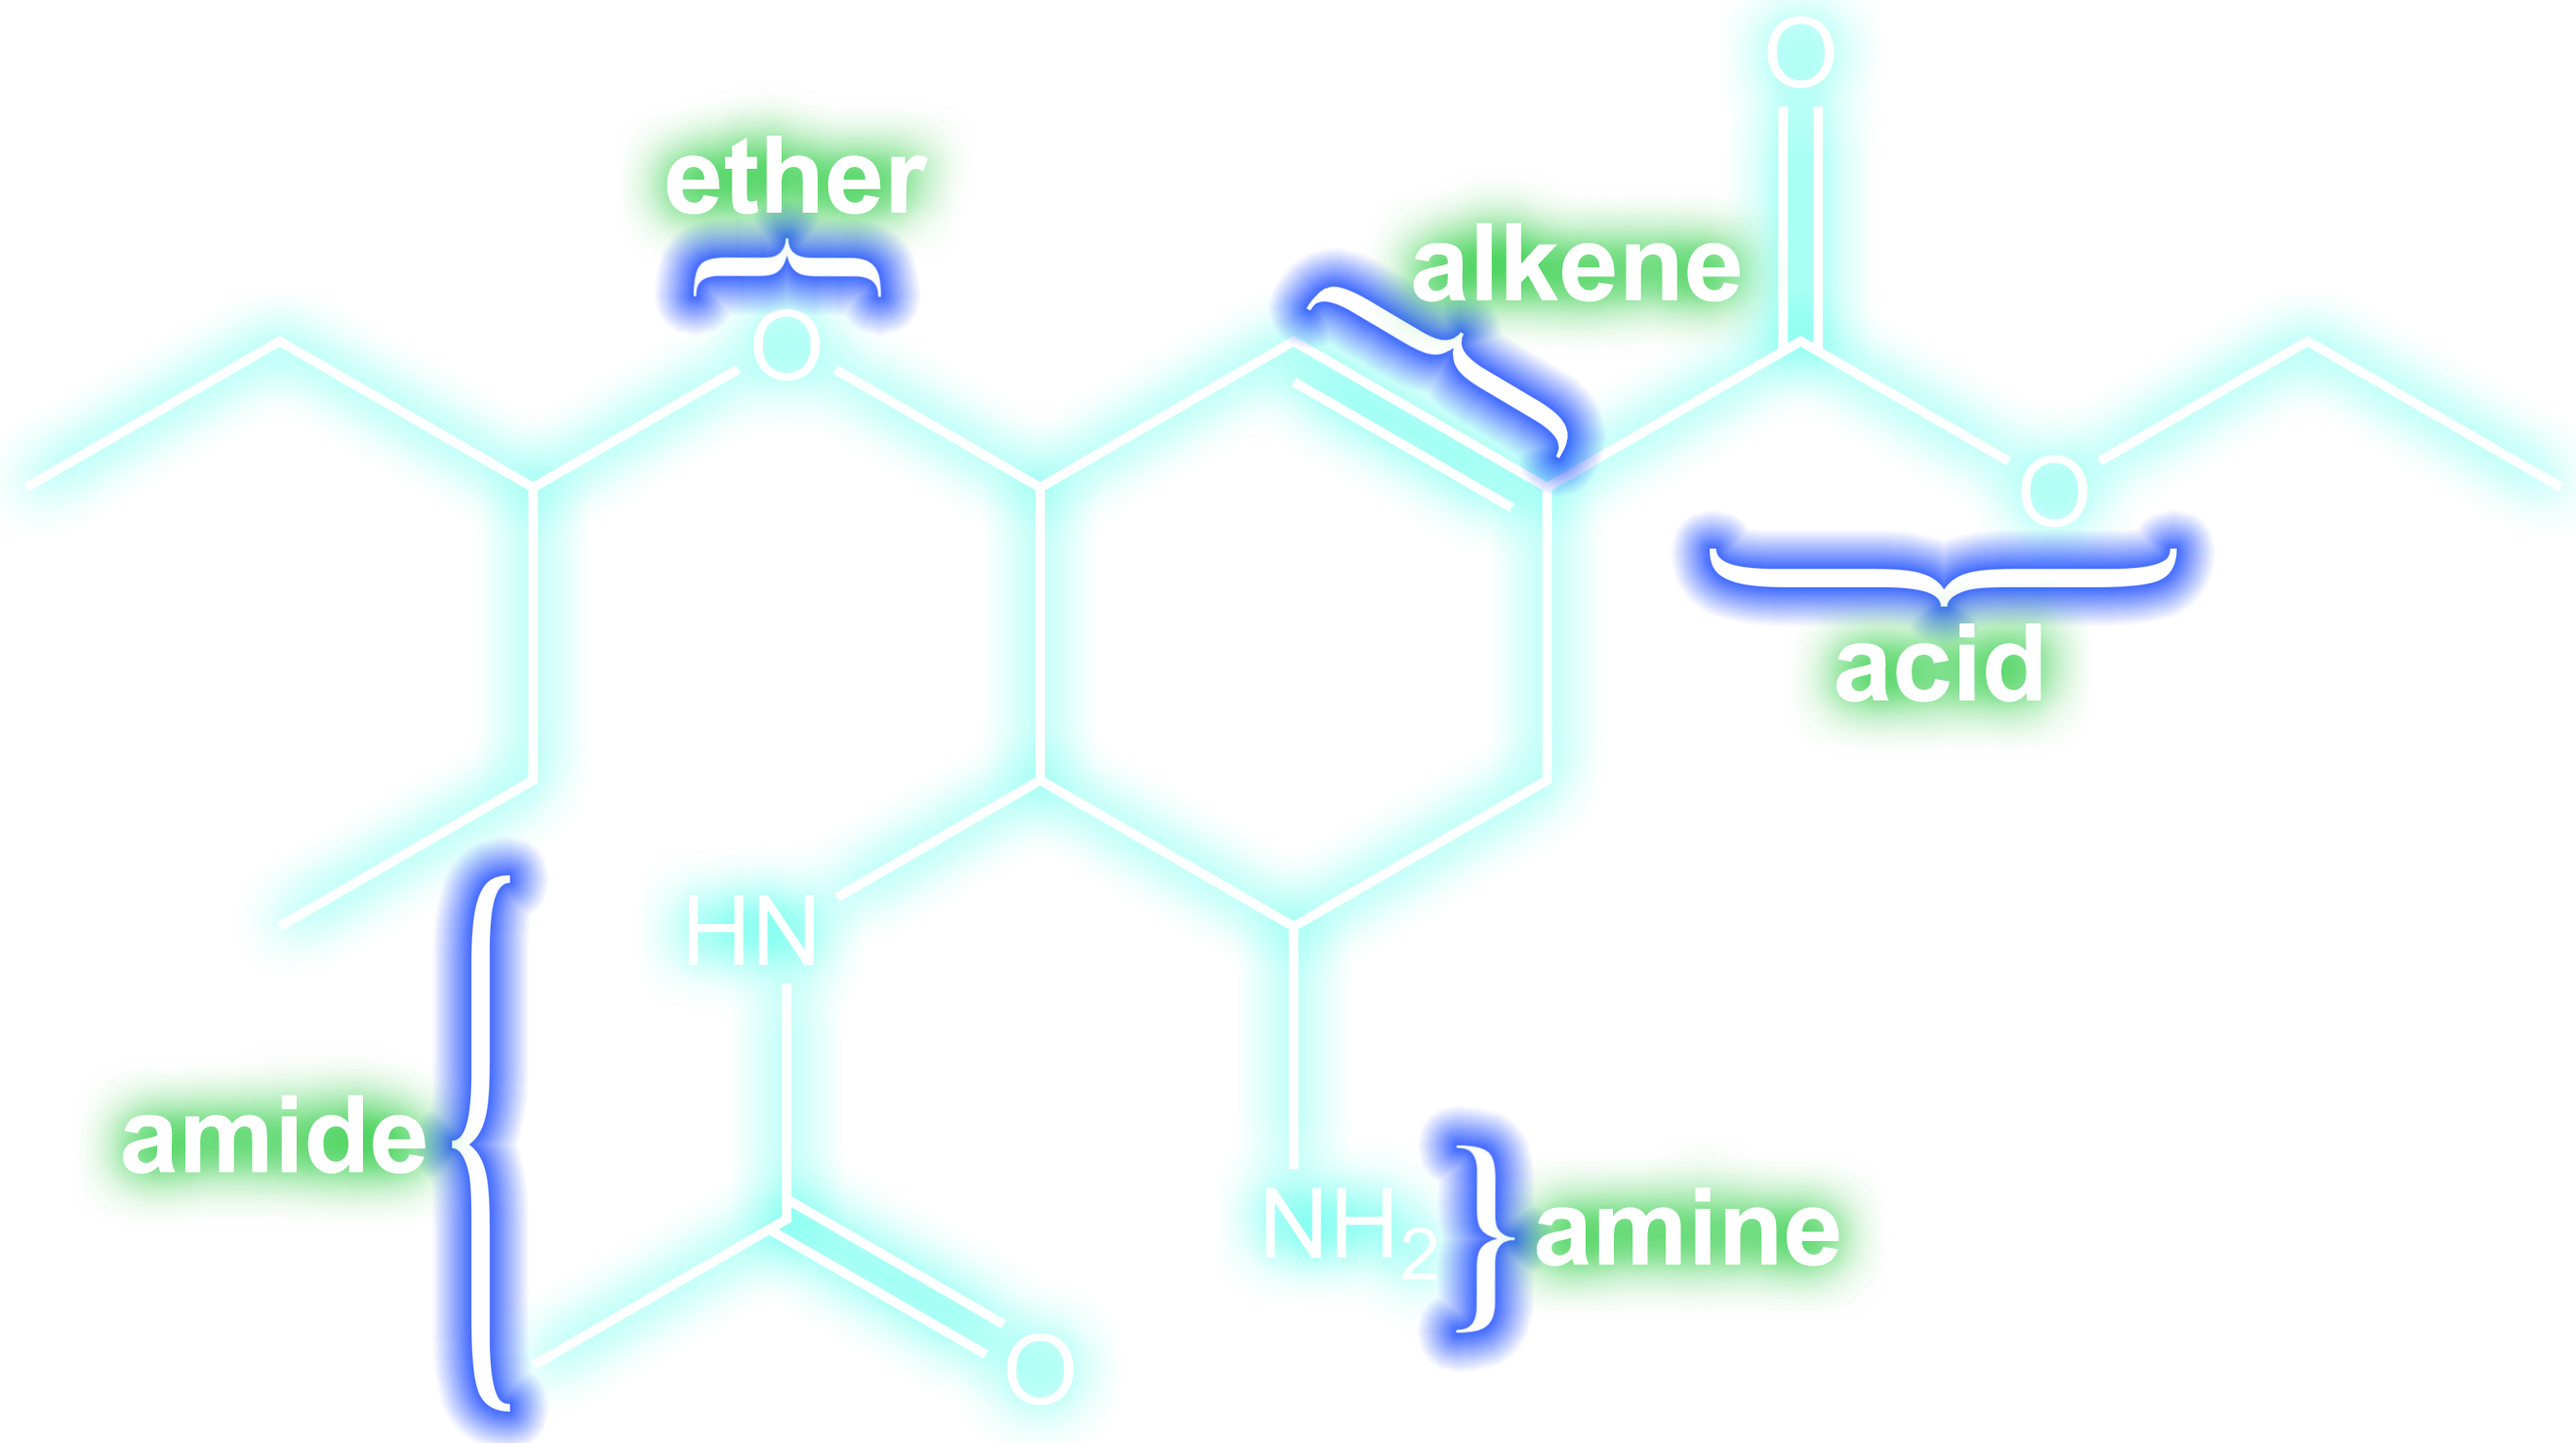 O
ether
alkene
O
O
acid
HN
amide
NH2
amine
O